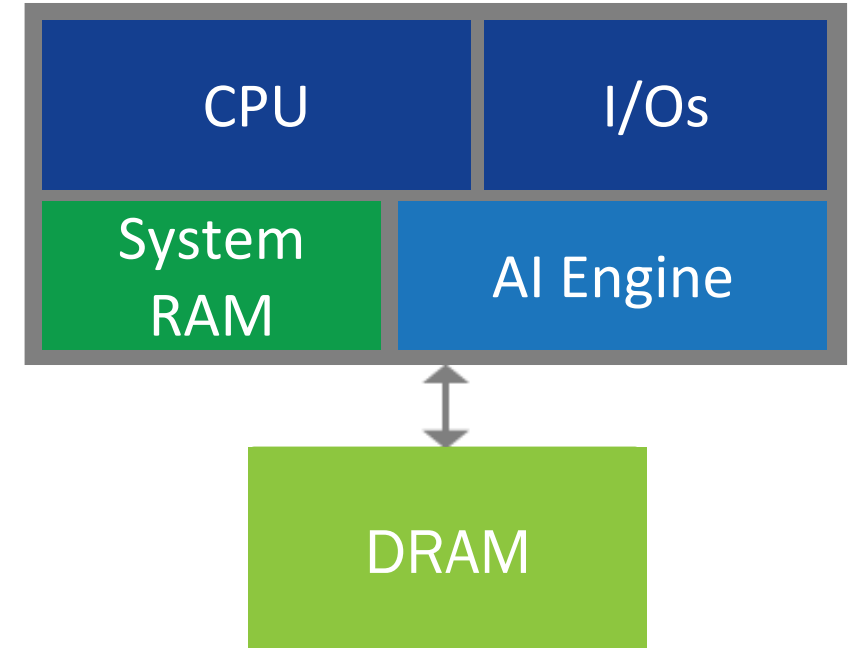 CPU
I/Os
System
RAM
AI Engine
DRAM